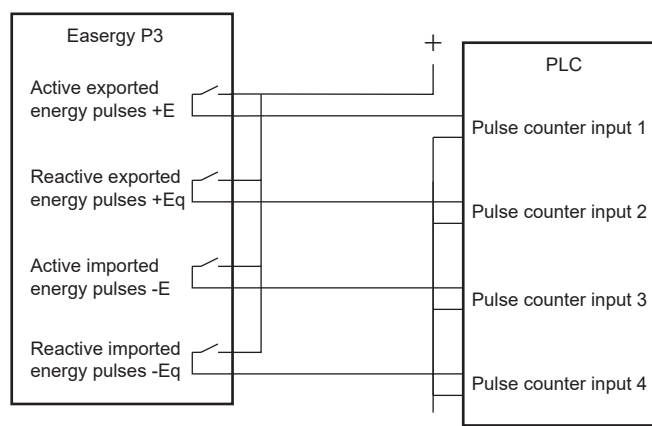 Easergy P3
Active exported
energy pulses +E
Reactive exported
energy pulses +Eq
Active imported
energy pulses -E
Reactive imported
energy pulses -Eq
+
PLC
Pulse counter input 1
Pulse counter input 2
Pulse counter input 3
Pulse counter input 4